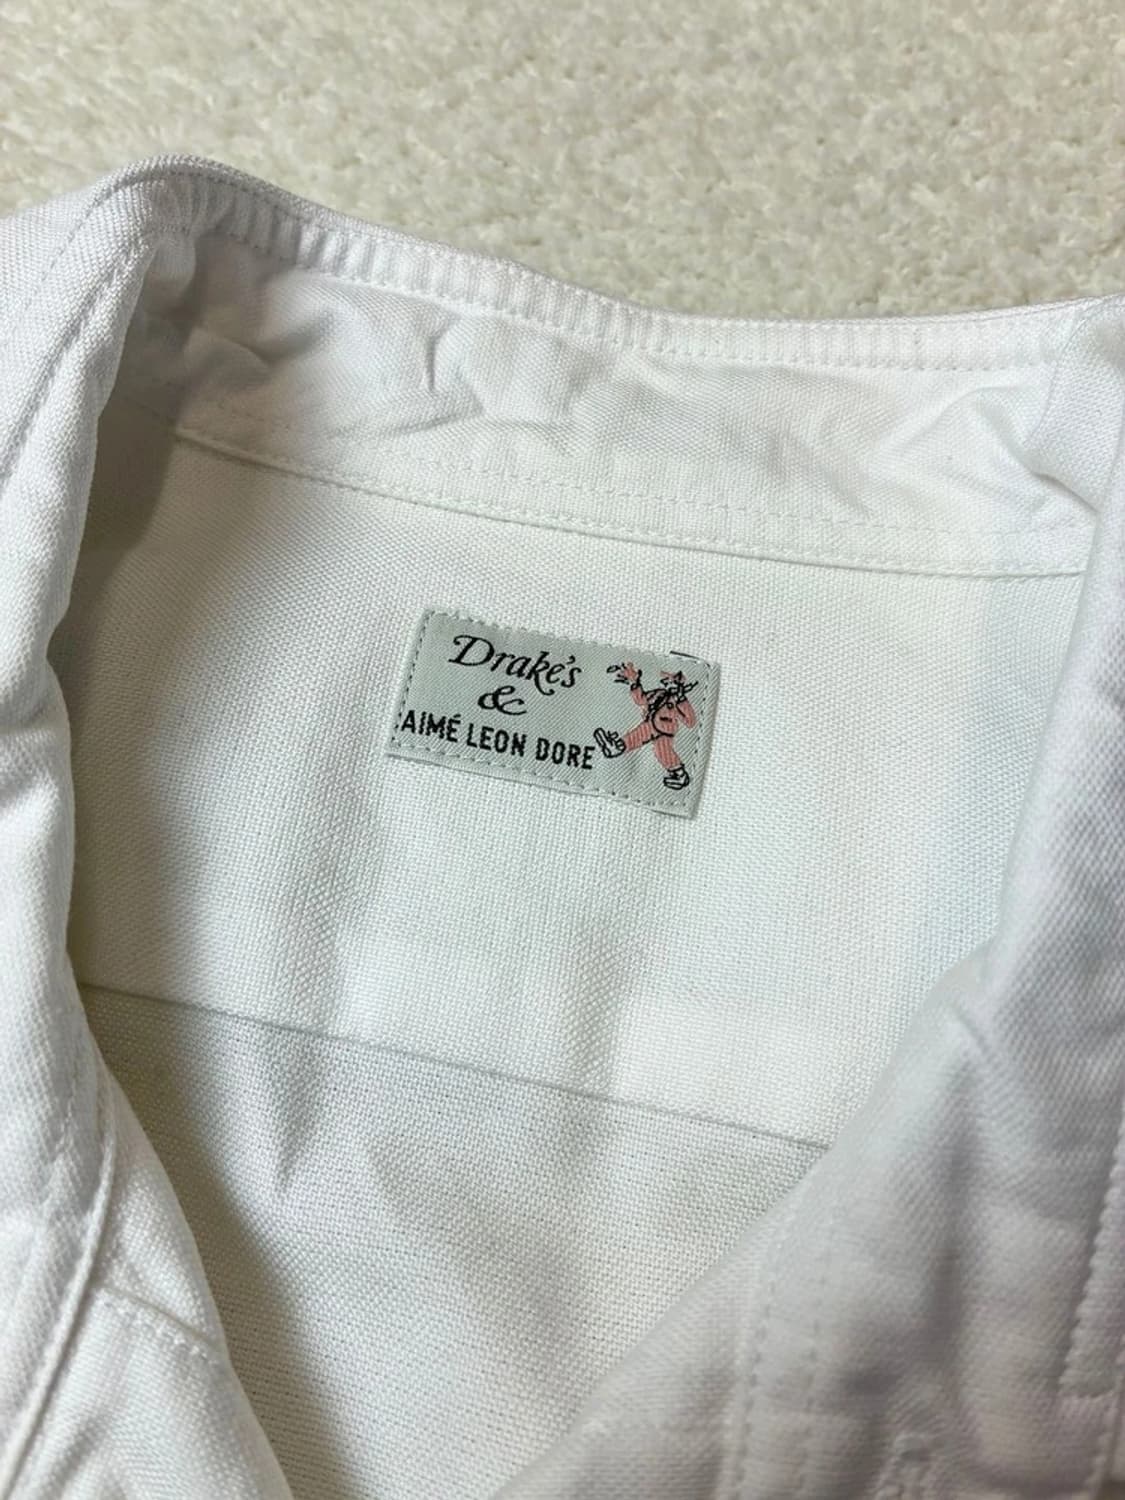 Drake's
&
AIMÉ LEON DORE